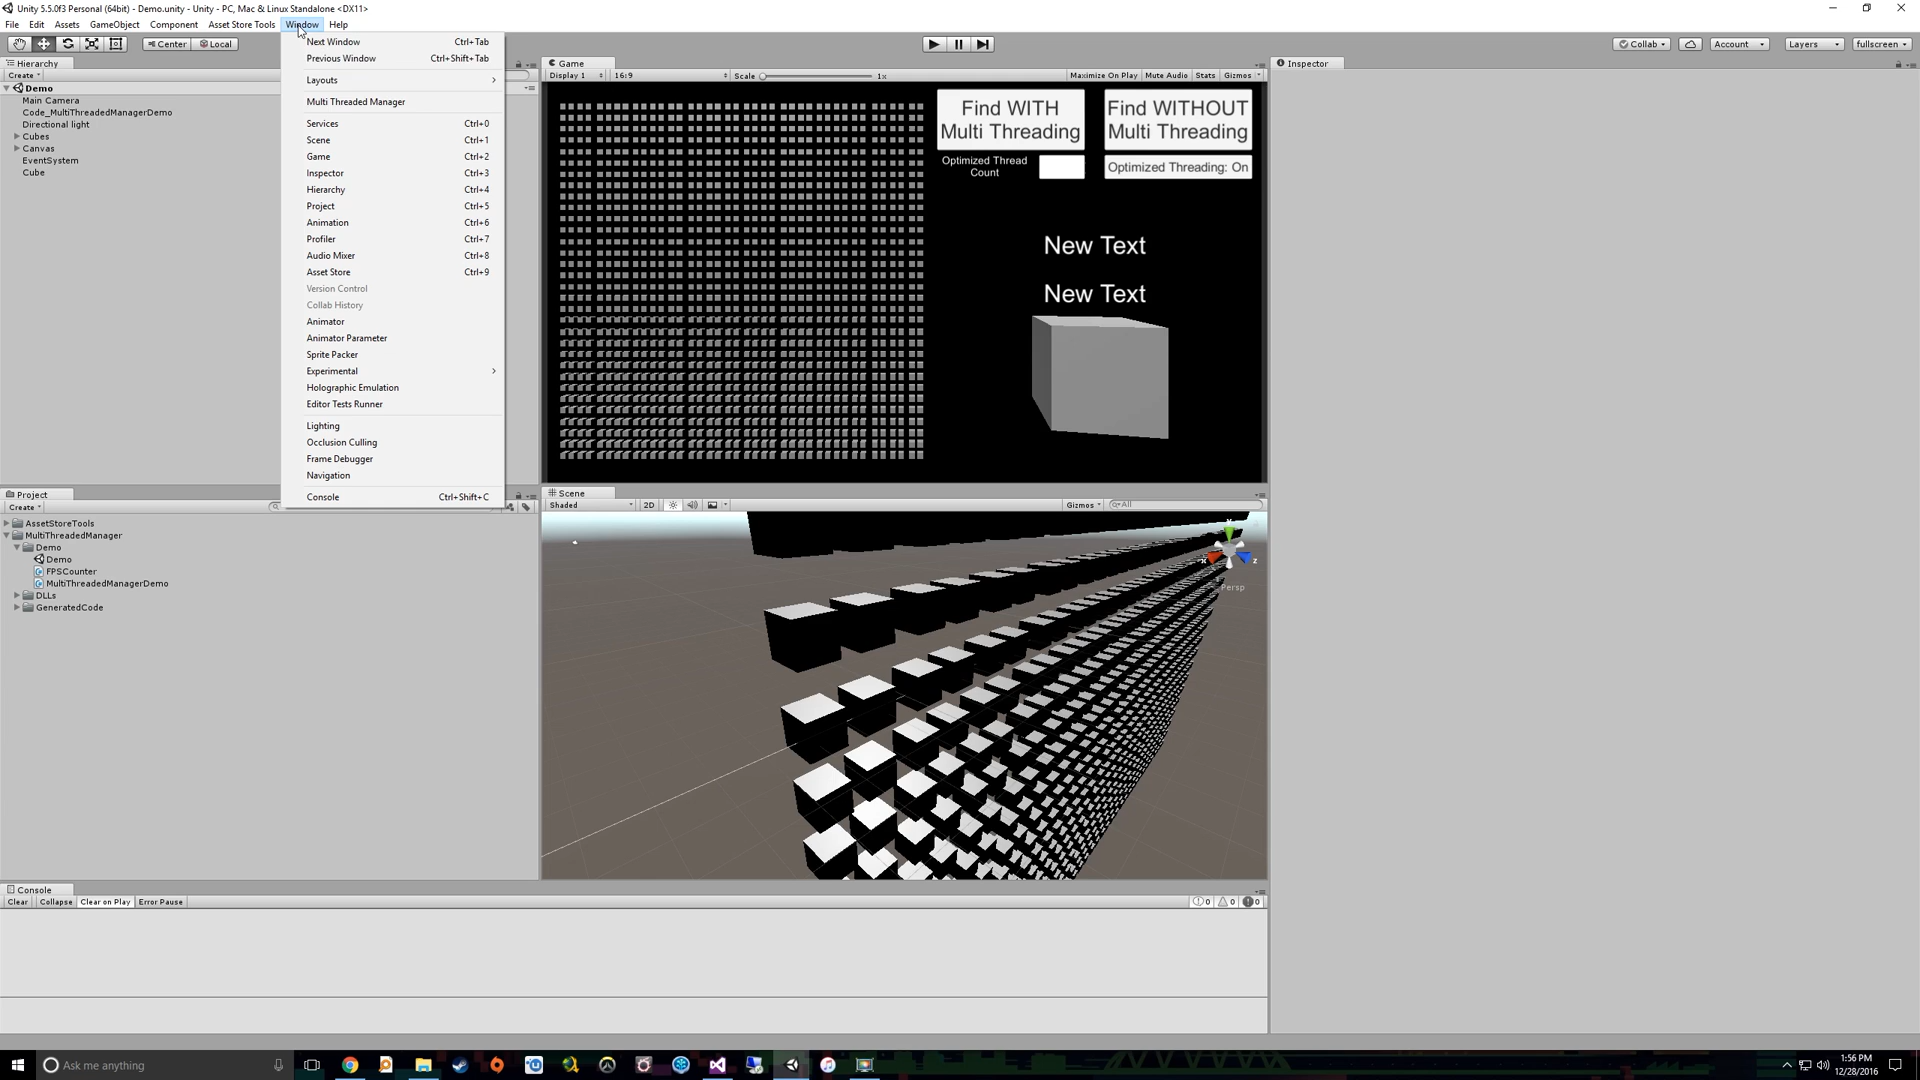 Unity 5.5.0f3 Personal (64bit) - Demo.unity - Unity - PC, Mac & Linux Standalone <DX11>
File Edit Assets GameObject Component Asset Store Tools Window Help
Center Local
Collab Account Layers fullscreen
Hierarchy
Create
Demo
Main Camera
Code_MultiThreadedManagerDemo
Directional light
Cubes
Canvas
EventSystem
Cube
Next Window Ctrl+Tab
Previous Window Ctrl+Shift+Tab
Layouts
Multi Threaded Manager
Services Ctrl+0
Scene Ctrl+1
Game Ctrl+2
Inspector Ctrl+3
Hierarchy Ctrl+4
Project Ctrl+5
Animation Ctrl+6
Profiler Ctrl+7
Audio Mixer Ctrl+8
Asset Store Ctrl+9
Version Control
Collab History
Animator
Animator Parameter
Sprite Packer
Experimental
Holographic Emulation
Editor Tests Runner
Lighting
Occlusion Culling
Frame Debugger
Navigation
Console Ctrl+Shift+C
Game
Display 1 16:9 Scale 1x Maximize On Play Mute Audio Stats Gizmos
Find WITH
Multi Threading
Find WITHOUT
Multi Threading
Optimized Thread
Count
Optimized Threading: On
New Text
New Text
Inspector
Project
Create
AssetStoreTools
MultiThreadedManager
Demo
Demo
FPSCounter
MultiThreadedManagerDemo
DLLs
GeneratedCode
Scene
Shaded 2D Gizmos All
y
x
z
Persp
Console
Clear Collapse Clear on Play Error Pause 0 0 0
Ask me anything
1:56 PM
12/28/2016